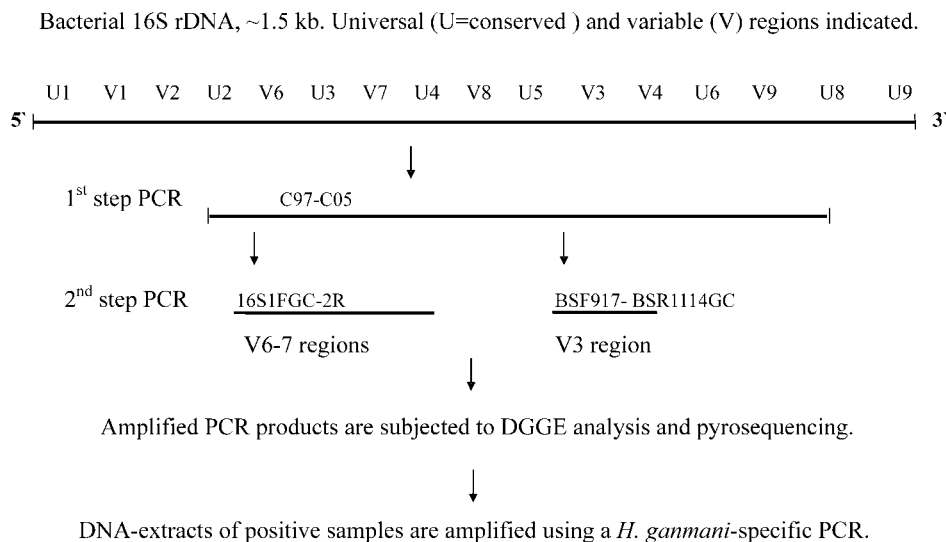 Bacterial 16S rDNA, ~1.5 kb. Universal (U=conserved ) and variable (V) regions indicated.
U1 V1 V2 U2 V6 U3 V7 U4 V8 U5 V3 V4 U6 V9 U8 U9
5` 3`
1st step PCR C97-C05
2nd step PCR 16S1FGC-2R BSF917- BSR1114GC
V6-7 regions V3 region
Amplified PCR products are subjected to DGGE analysis and pyrosequencing.
DNA-extracts of positive samples are amplified using a H. ganmani-specific PCR.